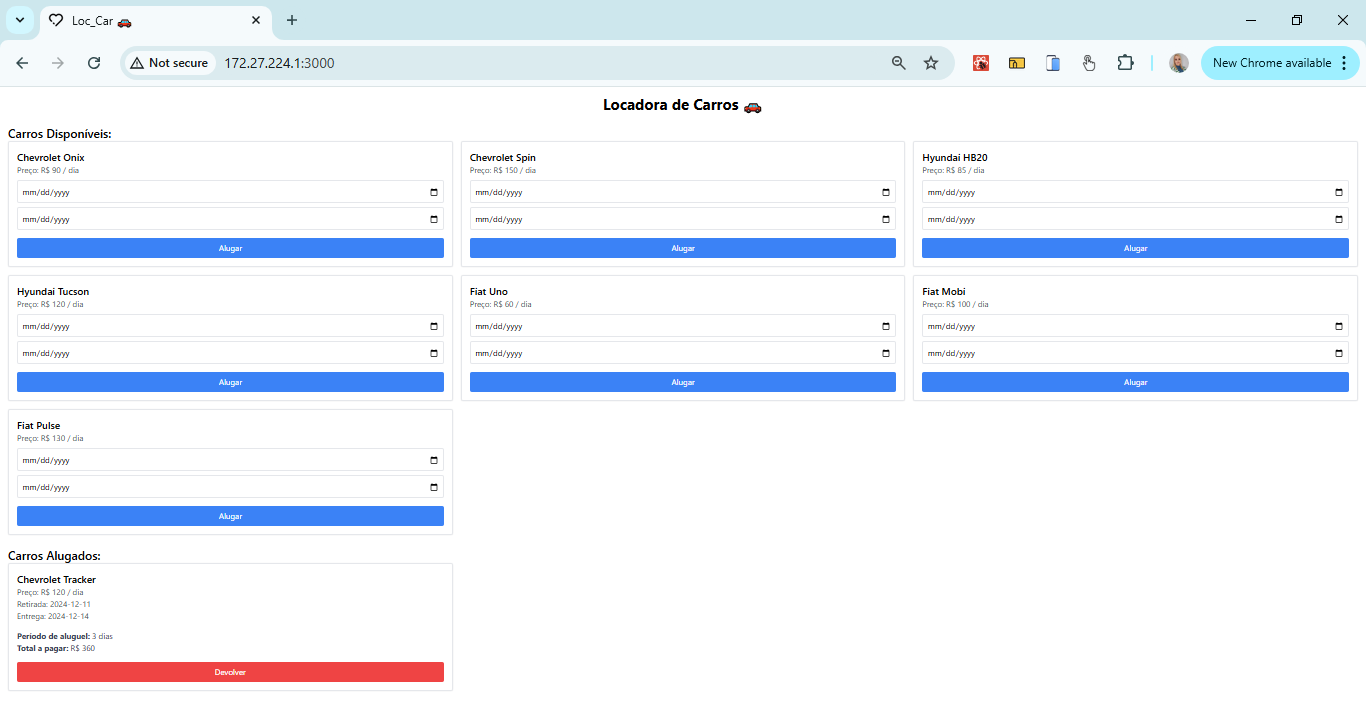 Loc_Car 🚗
Not secure
172.27.224.1:3000
New Chrome available
Locadora de Carros 🚗
Carros Disponíveis:
Chevrolet Onix
Preço: R$ 90 / dia
mm/dd/yyyy
mm/dd/yyyy
Alugar
Chevrolet Spin
Preço: R$ 150 / dia
mm/dd/yyyy
mm/dd/yyyy
Alugar
Hyundai HB20
Preço: R$ 85 / dia
mm/dd/yyyy
mm/dd/yyyy
Alugar
Hyundai Tucson
Preço: R$ 120 / dia
mm/dd/yyyy
mm/dd/yyyy
Alugar
Fiat Uno
Preço: R$ 60 / dia
mm/dd/yyyy
mm/dd/yyyy
Alugar
Fiat Mobi
Preço: R$ 100 / dia
mm/dd/yyyy
mm/dd/yyyy
Alugar
Fiat Pulse
Preço: R$ 130 / dia
mm/dd/yyyy
mm/dd/yyyy
Alugar
Carros Alugados:
Chevrolet Tracker
Preço: R$ 120 / dia
Retirada: 2024-12-11
Entrega: 2024-12-14
Período de aluguel: 3 dias
Total a pagar: R$ 360
Devolver